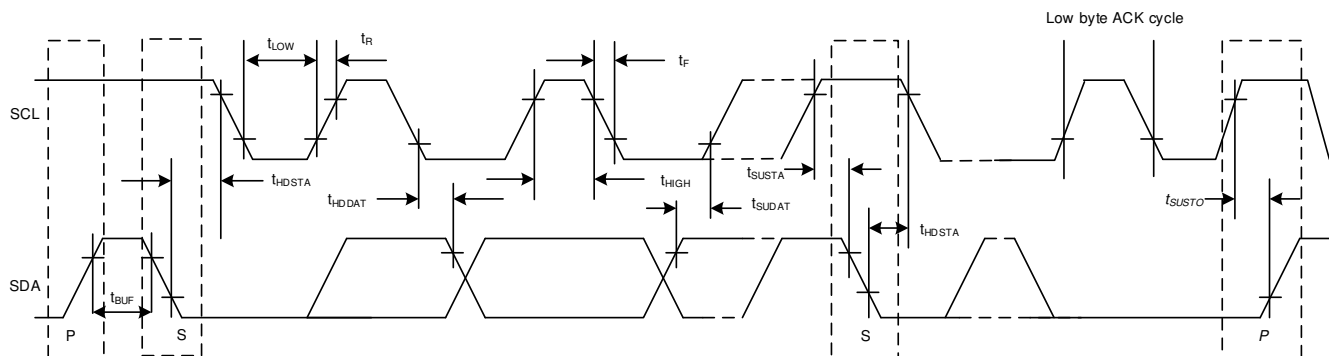 Low byte ACK cycle
tLOW
tR
tF
SCL
tHDSTA
tHDDAT
tHIGH
tSUDAT
tSUSTA
tSUSTO
tHDSTA
SDA
tBUF
P
S
S
P